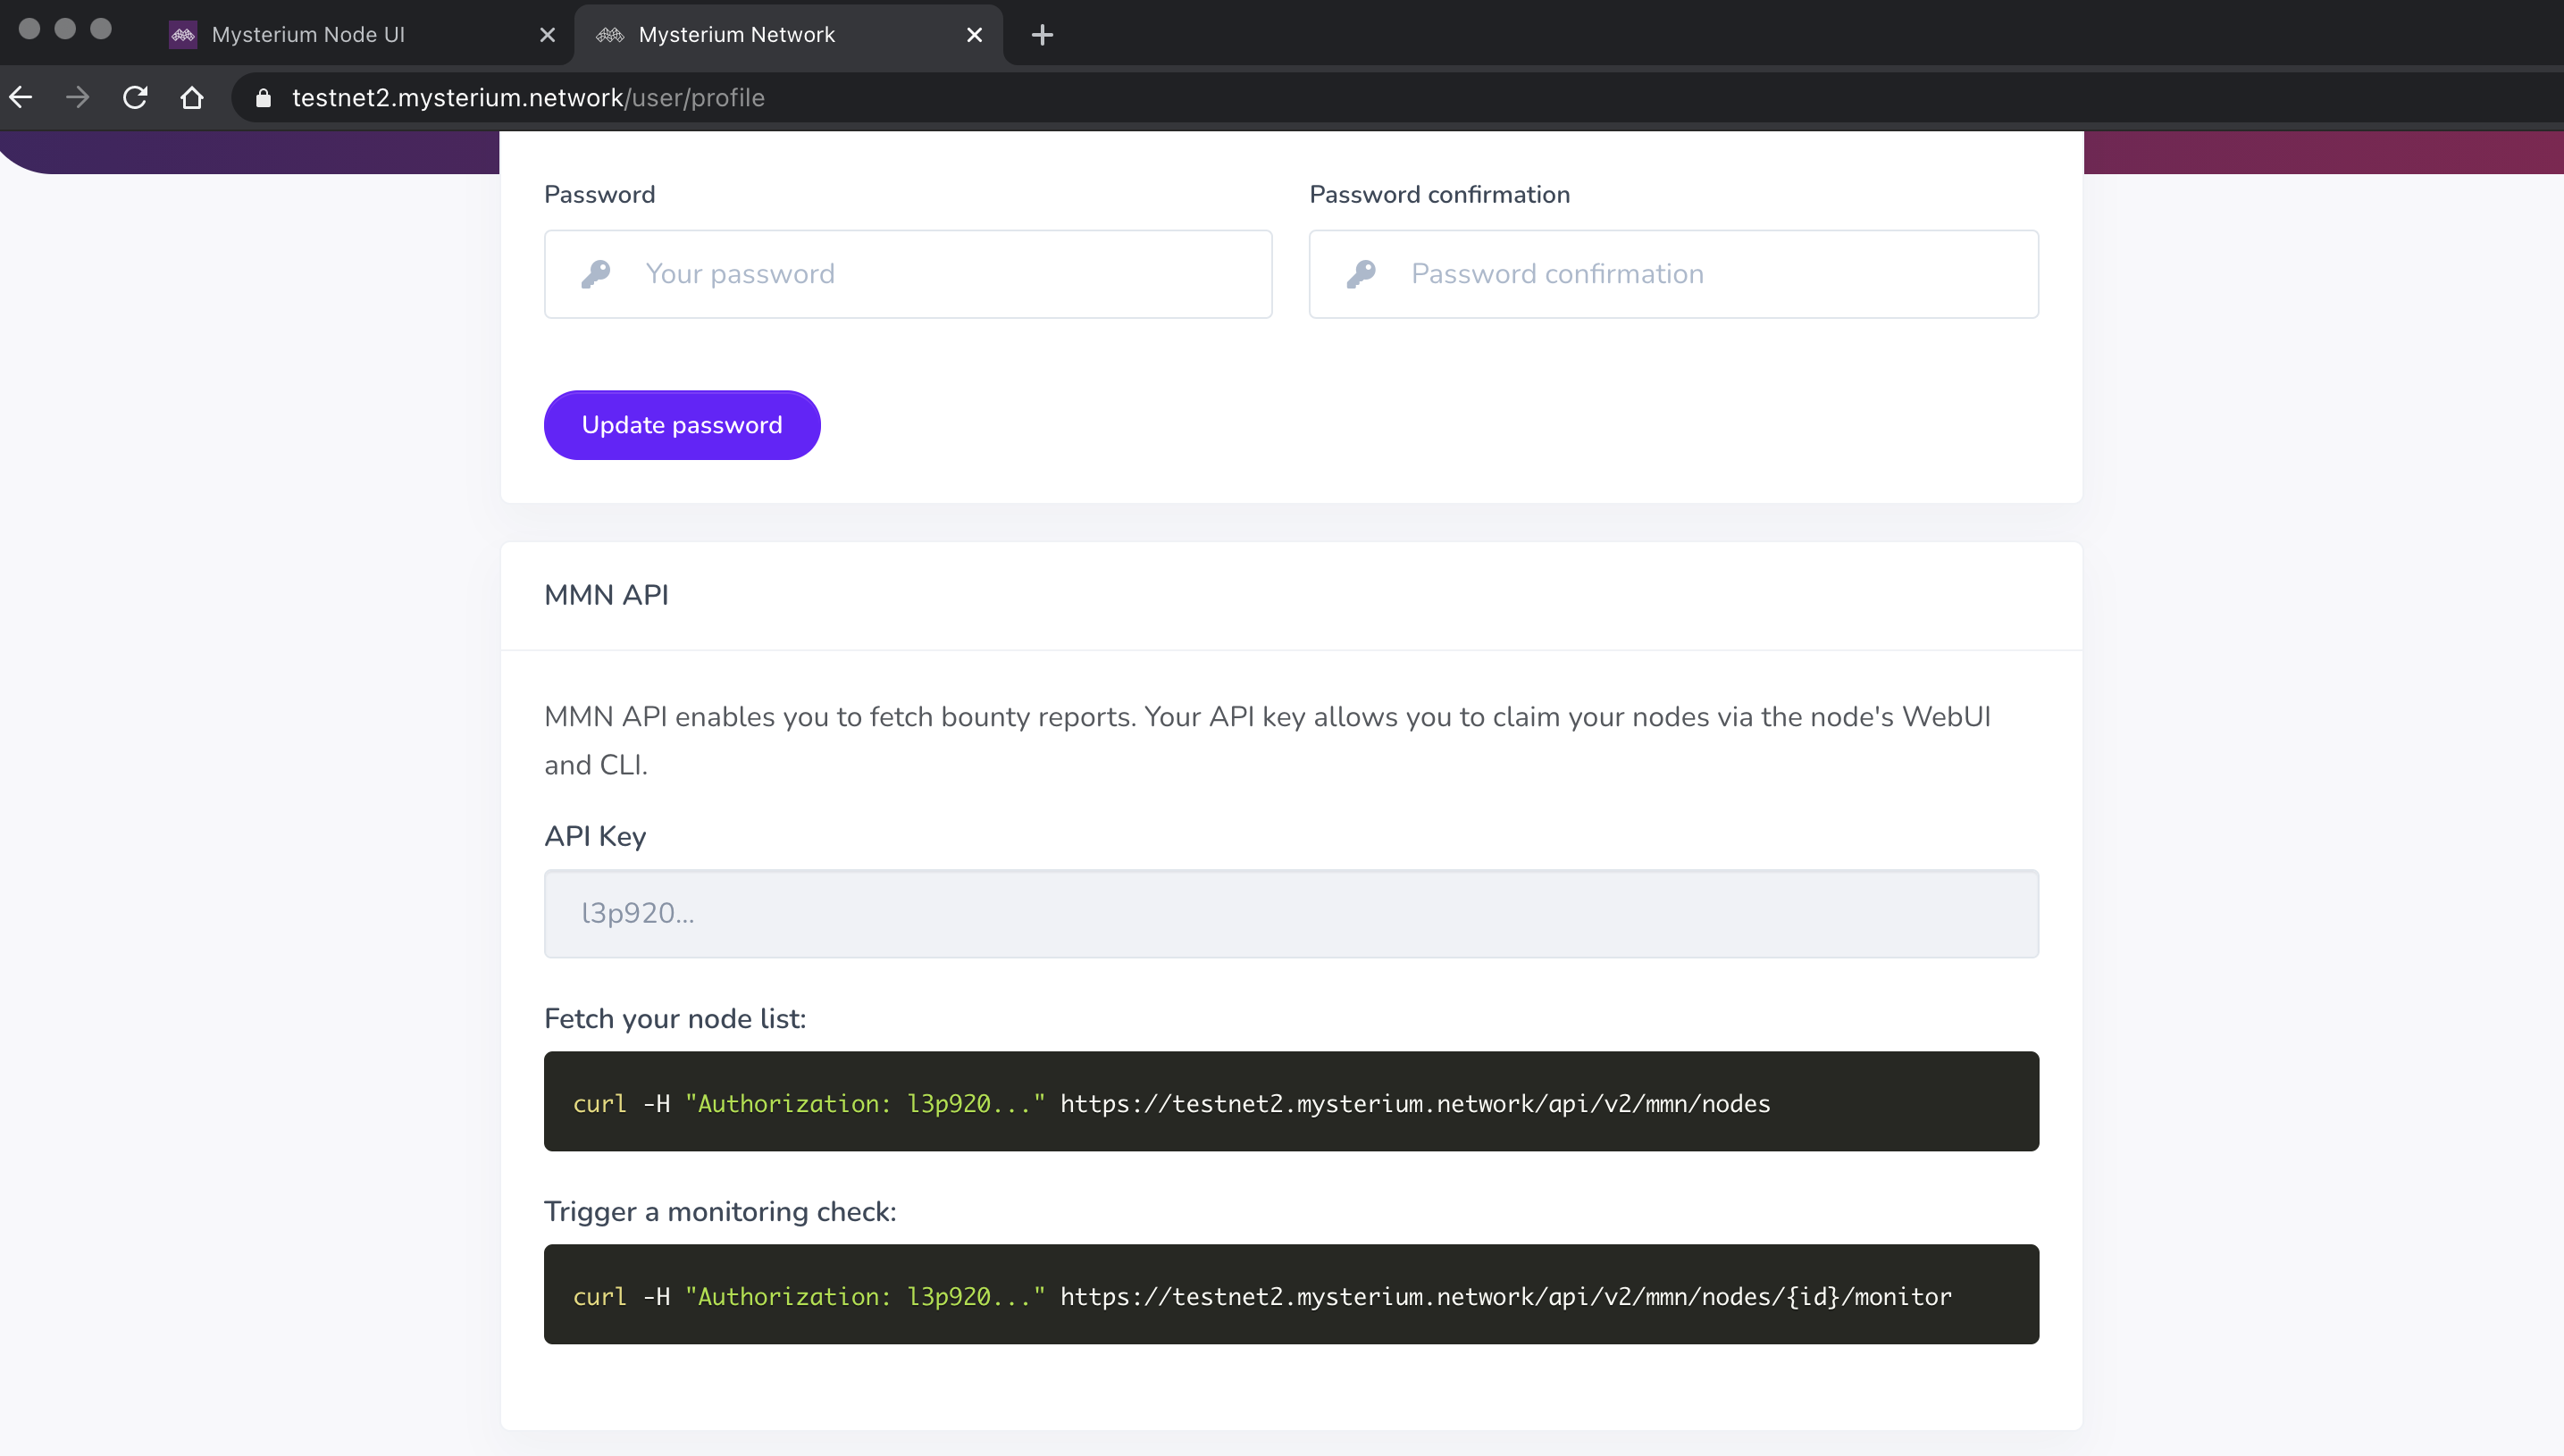 Mysterium Node UI
Mysterium Network
testnet2.mysterium.network/user/profile
Password
Password confirmation
Your password
Password confirmation
Update password
MMN API
MMN API enables you to fetch bounty reports. Your API key allows you to claim your nodes via the node's WebUI
and CLI.
API Key
l3p920...
Fetch your node list:
curl -H "Authorization: l3p920..." https://testnet2.mysterium.network/api/v2/mmn/nodes
Trigger a monitoring check:
curl -H "Authorization: l3p920..." https://testnet2.mysterium.network/api/v2/mmn/nodes/{id}/monitor